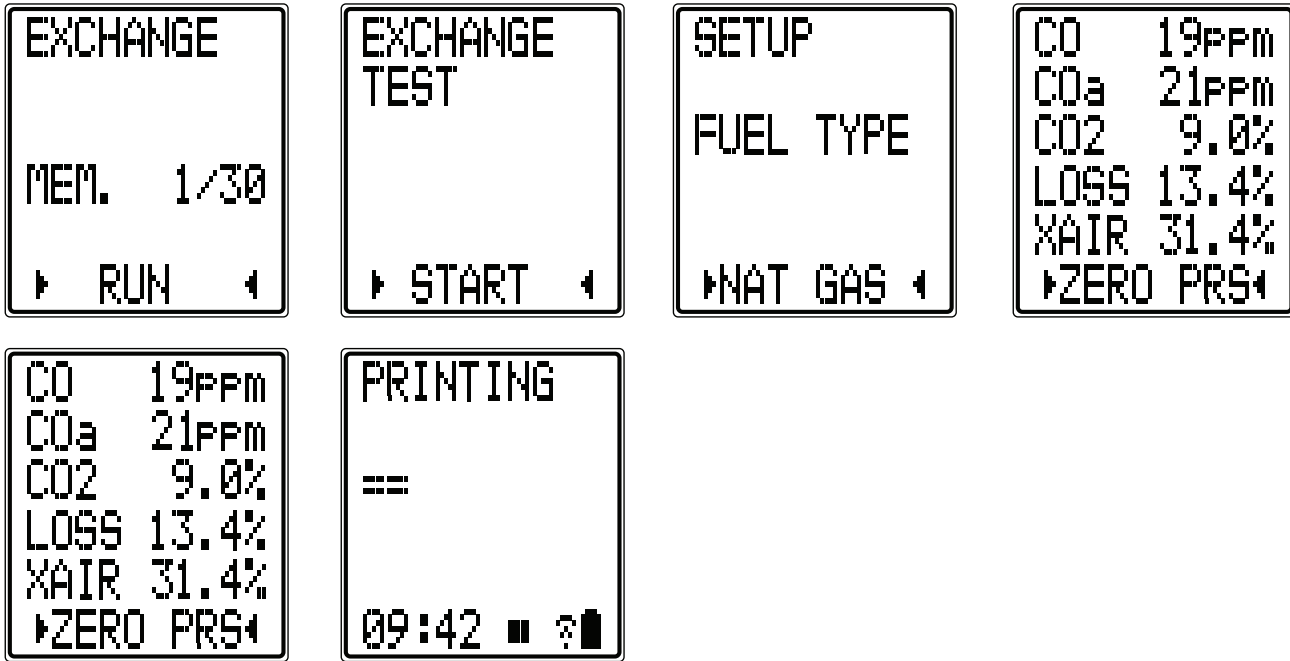 EXCHANGE
MEM. 1/30
RUN
EXCHANGE
TEST
START
SETUP
FUEL TYPE
NAT GAS
CO 19ppm
COa 21ppm
CO2 9.0%
LOSS 13.4%
XAIR 31.4%
ZERO PRS
CO 19ppm
COa 21ppm
CO2 9.0%
LOSS 13.4%
XAIR 31.4%
ZERO PRS
PRINTING
==
09:42